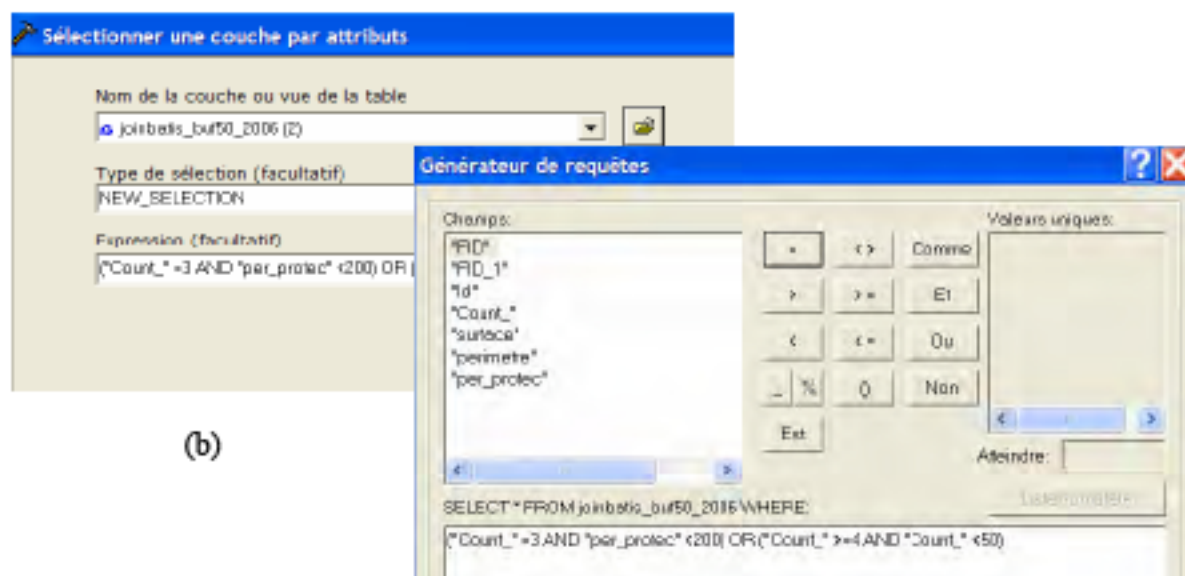 Sélectionner une couche par attributs
Nom de la couche ou vue de la table
joinbatis_buf50_2006 (2)
Type de sélection (facultatif)
NEW_SELECTION
Expression (facultatif)
("Count_" =3 AND "per_protec" <200) OR (
(b)
Générateur de requêtes
Champs:
"FID"
"FID_1"
"Id"
"Count_"
"surface"
"perimetre"
"per_protec"
= <> Comme
> >= Et
< <= Ou
_ % () Non
Est
Valeurs uniques:
Atteindre:
SELECT * FROM joinbatis_buf50_2006 WHERE:
("Count_" =3 AND "per_protec" <200) OR ("Count_" >=4 AND "Count_" <50)